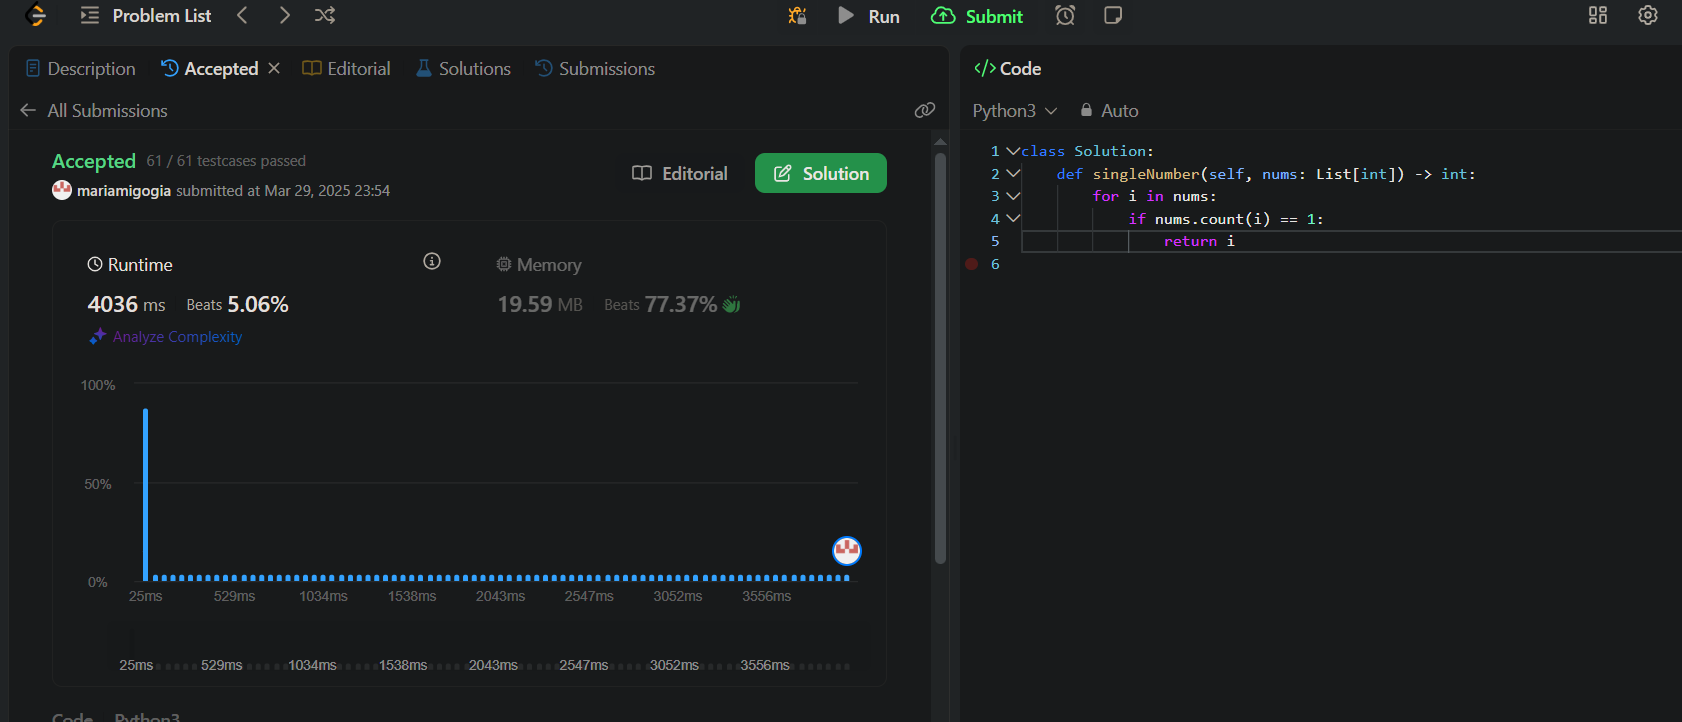 Problem List Run Submit
Description Accepted Editorial Solutions Submissions
All Submissions
Accepted 61 / 61 testcases passed
mariamigogia submitted at Mar 29, 2025 23:54
Editorial Solution
Runtime Memory
4036 ms Beats 5.06% 19.59 MB Beats 77.37%
Analyze Complexity
100%
50%
0%
25ms 529ms 1034ms 1538ms 2043ms 2547ms 3052ms 3556ms
25ms 529ms 1034ms 1538ms 2043ms 2547ms 3052ms 3556ms
Code Python3
</> Code
Python3 Auto
1 class Solution:
2 def singleNumber(self, nums: List[int]) -> int:
3 for i in nums:
4 if nums.count(i) == 1:
5 return i
6